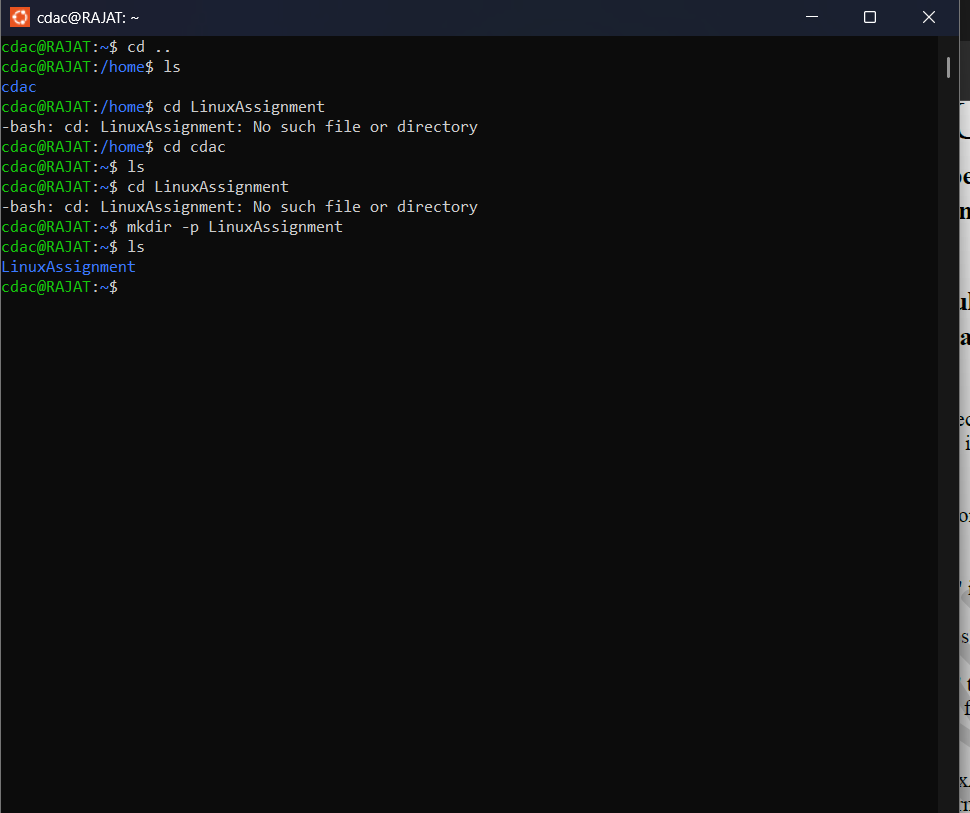 cdac@RAJAT: ~
cdac@RAJAT:~$ cd ..
cdac@RAJAT:/home$ ls
cdac
cdac@RAJAT:/home$ cd LinuxAssignment
-bash: cd: LinuxAssignment: No such file or directory
cdac@RAJAT:/home$ cd cdac
cdac@RAJAT:~$ ls
cdac@RAJAT:~$ cd LinuxAssignment
-bash: cd: LinuxAssignment: No such file or directory
cdac@RAJAT:~$ mkdir -p LinuxAssignment
cdac@RAJAT:~$ ls
LinuxAssignment
cdac@RAJAT:~$